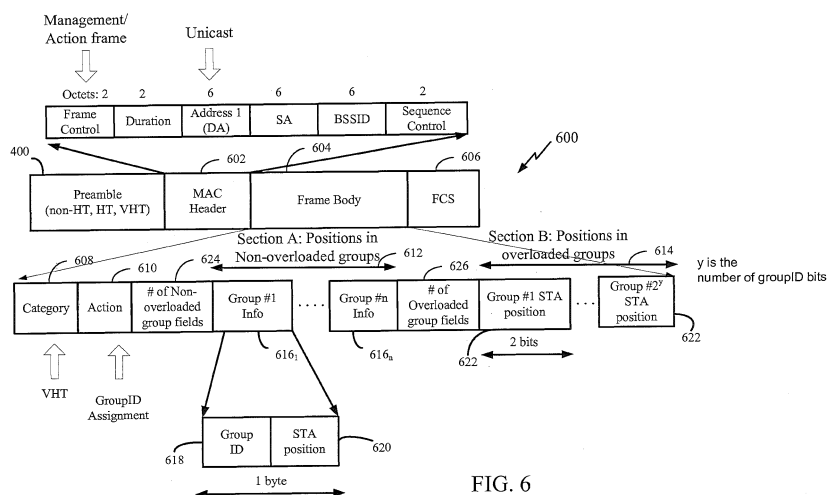 Management/
Action frame
Unicast
Octets: 2 2 6 6 6 2
Frame
Control
Duration
Address 1
(DA)
SA
BSSID
Sequence
Control
400
602
604
606
600
Preamble
(non-HT, HT, VHT)
MAC
Header
Frame Body
FCS
Section A: Positions in
Non-overloaded groups
Section B: Positions in
overloaded groups
608
610
624
612
626
614
y is the
number of groupID bits
Category
Action
# of Non-
overloaded
group fields
Group #1
Info
.....
Group #n
Info
# of
Overloaded
group fields
Group #1 STA
position
...
Group #2^y
STA
position
616₁
616ₙ
622
2 bits
622
VHT
GroupID
Assignment
618
Group
ID
STA
position
620
1 byte
FIG. 6